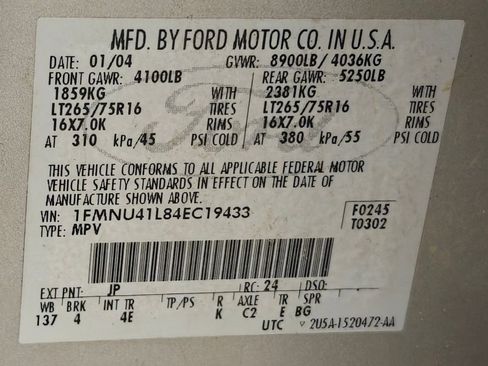 MFD. BY FORD MOTOR CO. IN U.S.A.
DATE: 01/04 GVWR: 8900LB/ 4036KG
FRONT GAWR: 4100LB REAR GAWR: 5250LB
1859KG WITH 2381KG WITH
LT265/75R16 TIRES LT265/75R16 TIRES
16X7.0K RIMS 16X7.0K RIMS
AT 310 kPa/45 PSI COLD AT 380 kPa/55 PSI COLD
THIS VEHICLE CONFORMS TO ALL APPLICABLE FEDERAL MOTOR
VEHICLE SAFETY STANDARDS IN EFFECT ON THE DATE OF
MANUFACTURE SHOWN ABOVE.
VIN: 1FMNU41L84EC19433 F0245
TYPE: MPV T0302
EXT PNT: JP RC: 24 DSO:
WB BRK INT TR TP/PS R AXLE TR SPR
137 4 4E K C2 E BG
UTC 2U5A-1520472-AA
Ford